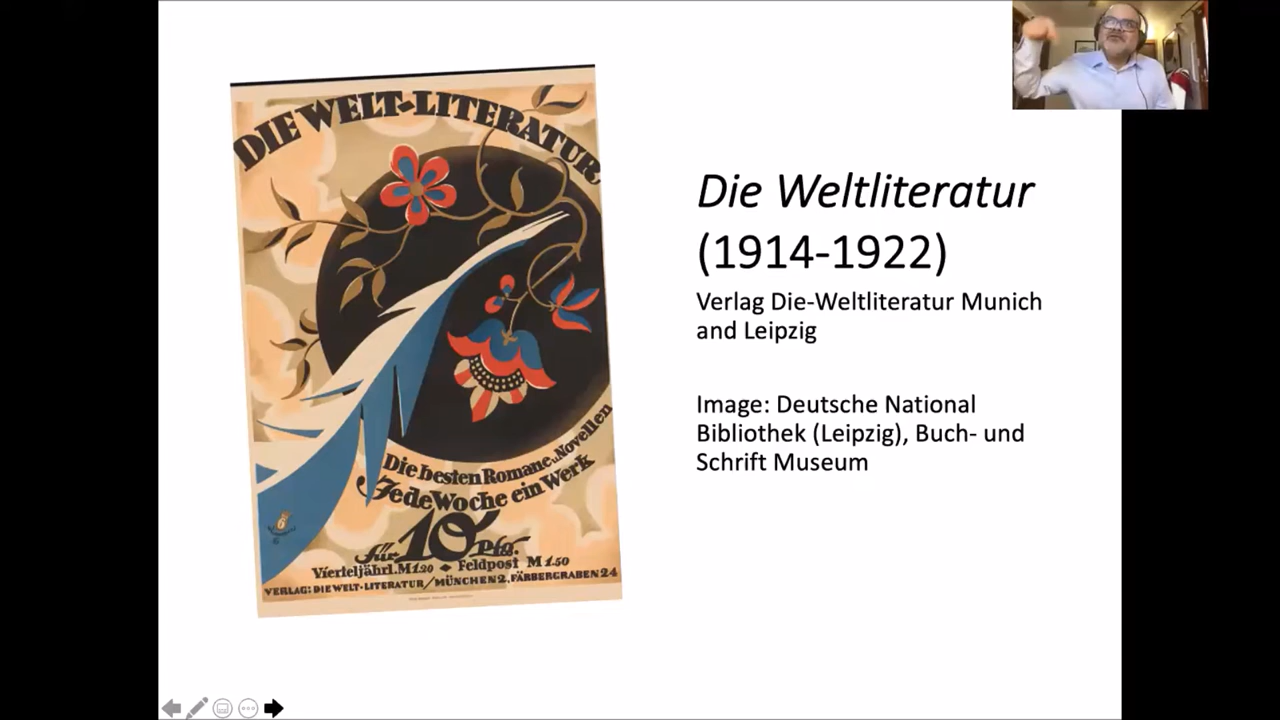 DIE WELT-LITERATUR
Die besten Romane u. Novellen
Jede Woche ein Werk
für 10 Pfg.
Vierteljährl. M 1.20 ◆ Feldpost M 1.50
VERLAG: DIE WELT-LITERATUR / MÜNCHEN 2, FÄRBERGRABEN 24
Die Weltliteratur
(1914-1922)
Verlag Die-Weltliteratur Munich
and Leipzig
Image: Deutsche National
Bibliothek (Leipzig), Buch- und
Schrift Museum